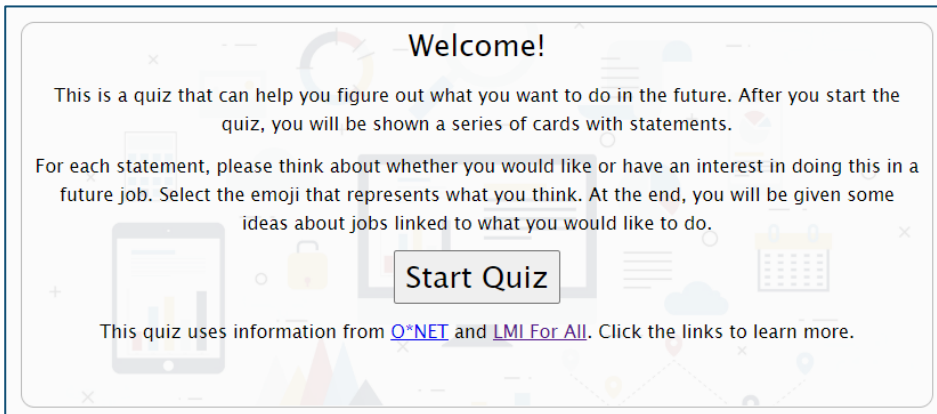 Welcome!
This is a quiz that can help you figure out what you want to do in the future. After you start the
quiz, you will be shown a series of cards with statements.
For each statement, please think about whether you would like or have an interest in doing this in a
future job. Select the emoji that represents what you think. At the end, you will be given some
ideas about jobs linked to what you would like to do.
Start Quiz
This quiz uses information from O*NET and LMI For All. Click the links to learn more.